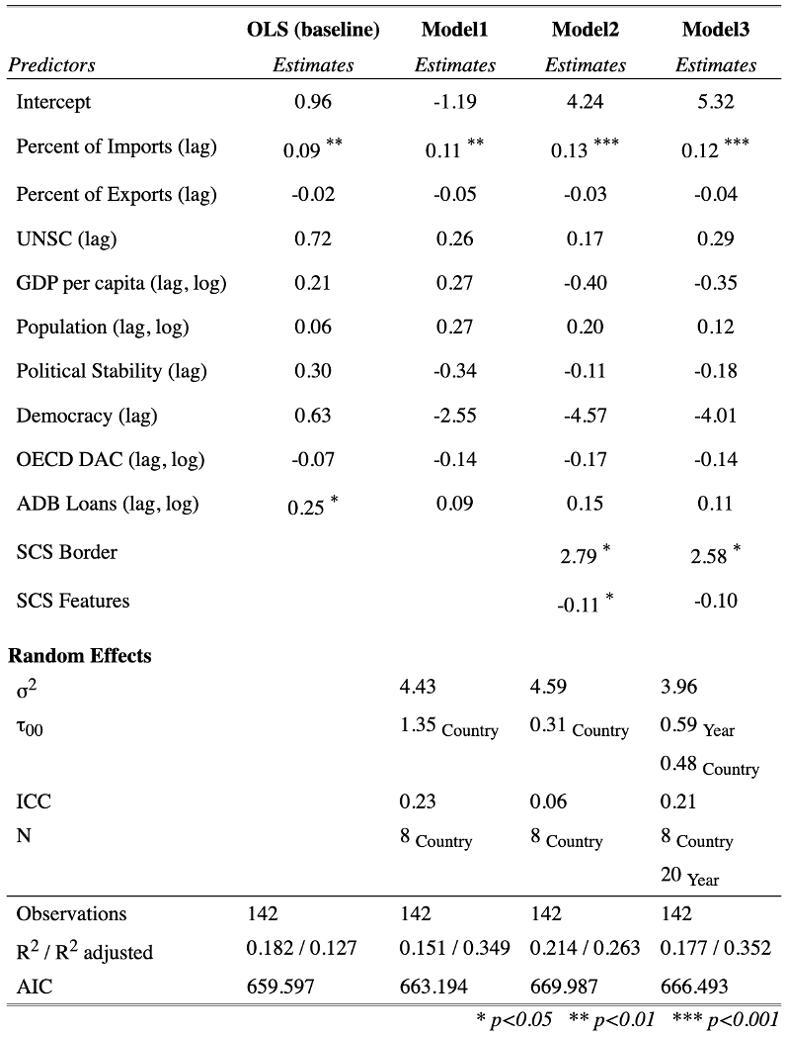 OLS (baseline) Model1 Model2 Model3
Predictors Estimates Estimates Estimates Estimates
Intercept 0.96 -1.19 4.24 5.32
Percent of Imports (lag) 0.09 ** 0.11 ** 0.13 *** 0.12 ***
Percent of Exports (lag) -0.02 -0.05 -0.03 -0.04
UNSC (lag) 0.72 0.26 0.17 0.29
GDP per capita (lag, log) 0.21 0.27 -0.40 -0.35
Population (lag, log) 0.06 0.27 0.20 0.12
Political Stability (lag) 0.30 -0.34 -0.11 -0.18
Democracy (lag) 0.63 -2.55 -4.57 -4.01
OECD DAC (lag, log) -0.07 -0.14 -0.17 -0.14
ADB Loans (lag, log) 0.25 * 0.09 0.15 0.11
SCS Border 2.79 * 2.58 *
SCS Features -0.11 * -0.10
Random Effects
σ2 4.43 4.59 3.96
τ00 1.35 Country 0.31 Country 0.59 Year
0.48 Country
ICC 0.23 0.06 0.21
N 8 Country 8 Country 8 Country
20 Year
Observations 142 142 142 142
R2 / R2 adjusted 0.182 / 0.127 0.151 / 0.349 0.214 / 0.263 0.177 / 0.352
AIC 659.597 663.194 669.987 666.493
* p<0.05 ** p<0.01 *** p<0.001